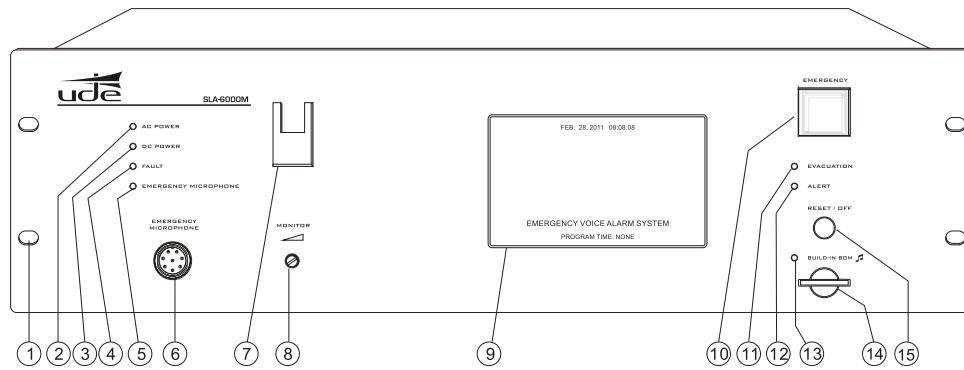 ude
SLA-6000M
AC POWER
DC POWER
FAULT
EMERGENCY MICROPHONE
EMERGENCY
MICROPHONE
MONITOR
FEB. 28, 2011 08:08:08
EMERGENCY VOICE ALARM SYSTEM
PROGRAM TIME: NONE
EMERGENCY
EVACUATION
ALERT
RESET / OFF
BUILD-IN BGM
1 2 3 4 5 6 7 8 9 10 11 12 13 14 15